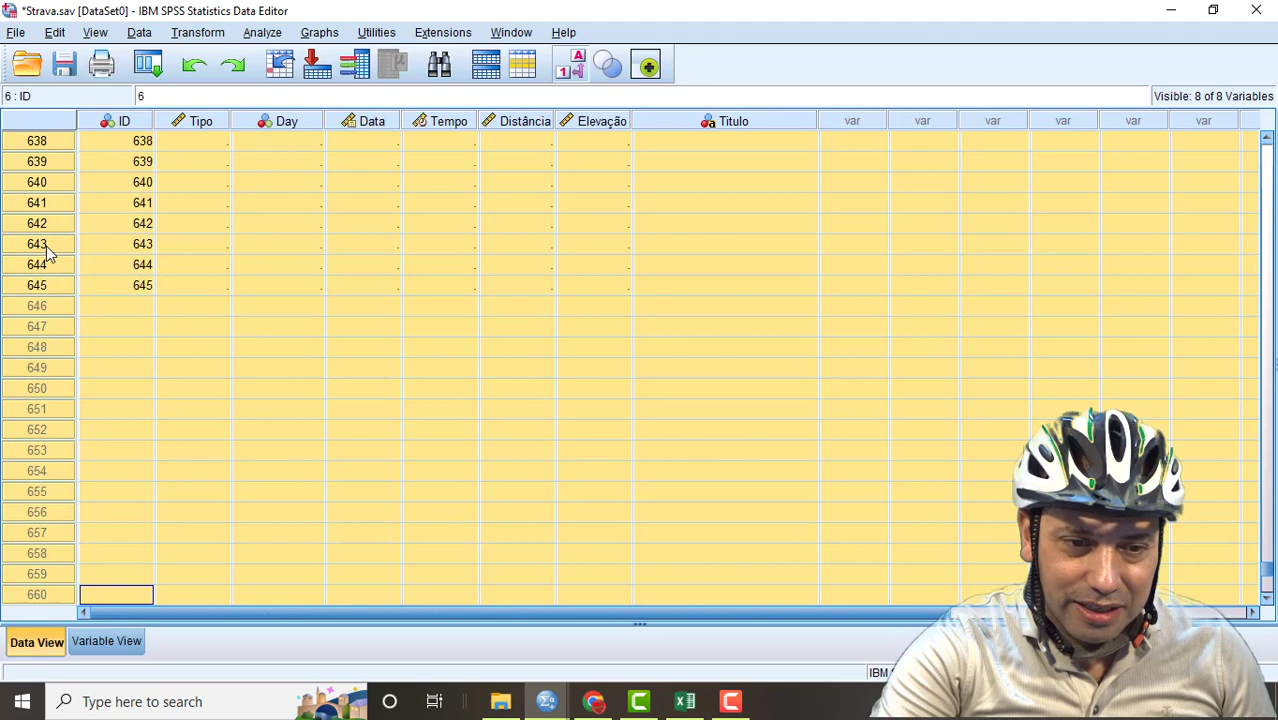 *Strava.sav [DataSet0] - IBM SPSS Statistics Data Editor
File Edit View Data Transform Analyze Graphs Utilities Extensions Window Help
6 : ID 6 Visible: 8 of 8 Variables
ID Tipo Day Data Tempo Distância Elevação Titulo var var var var var var
638 638 . . . . . .
639 639 . . . . . .
640 640 . . . . . .
641 641 . . . . . .
642 642 . . . . . .
643 643 . . . . . .
644 644 . . . . . .
645 645 . . . . . .
646
647
648
649
650
651
652
653
654
655
656
657
658
659
660
Data View Variable View
IBM
Type here to search